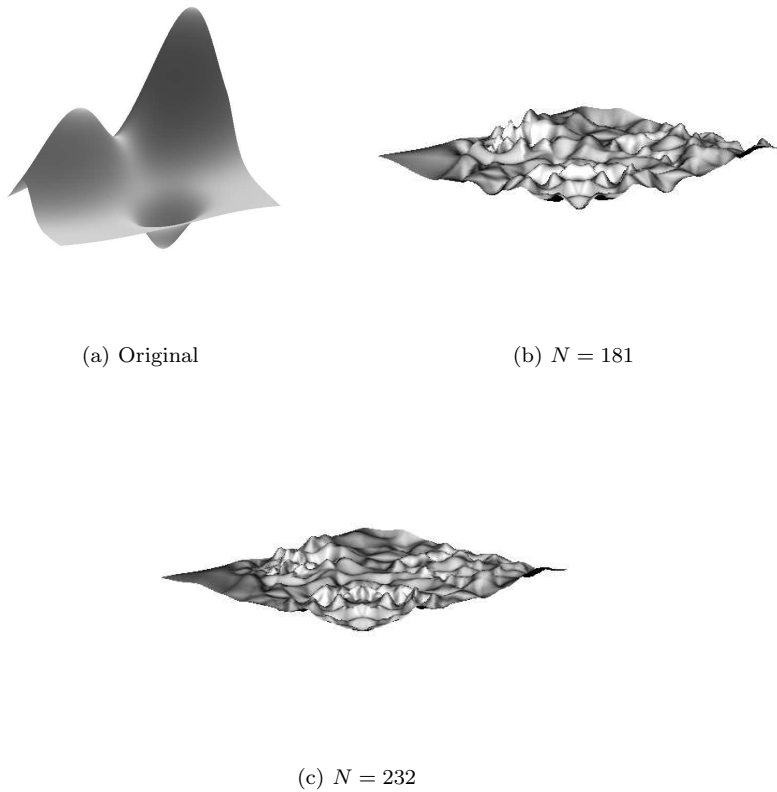 (a) Original
(b) N = 181
(c) N = 232